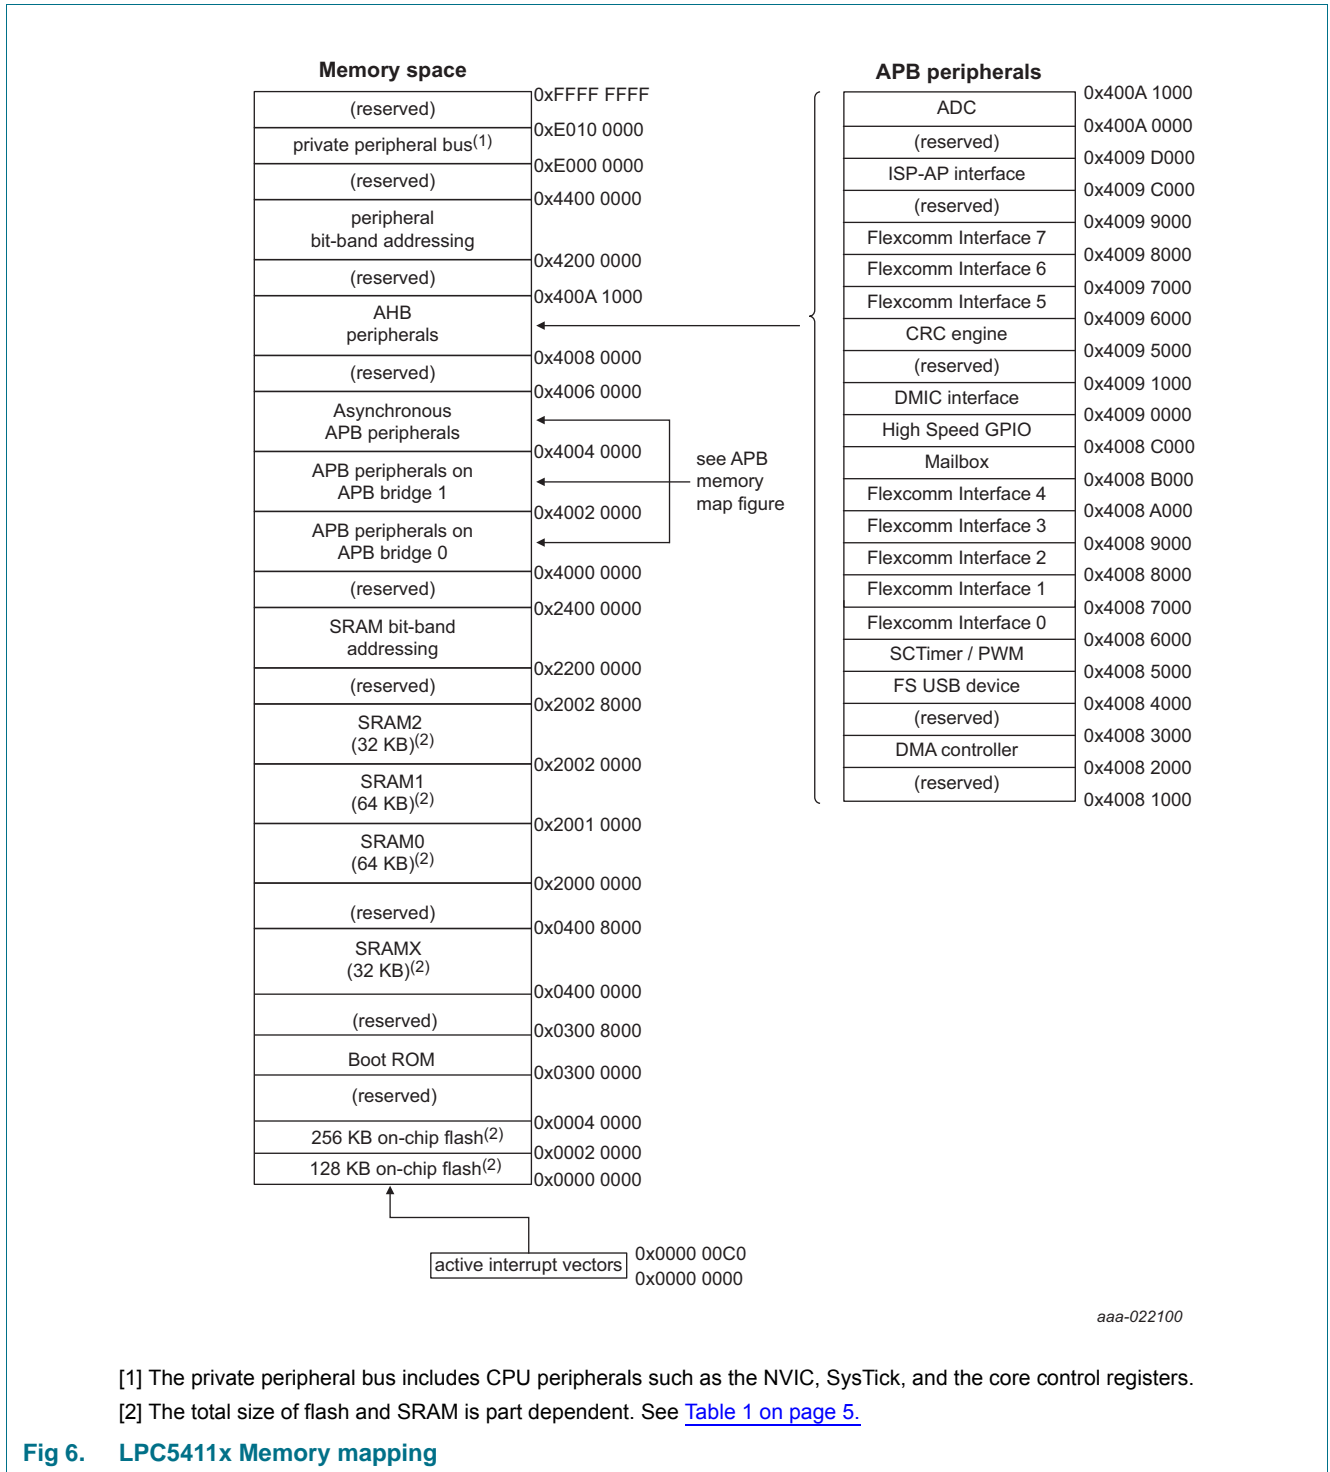 Memory space
0xFFFF FFFF
(reserved)
0xE010 0000
private peripheral bus(1)
0xE000 0000
(reserved)
0x4400 0000
peripheral
bit-band addressing
0x4200 0000
(reserved)
0x400A 1000
AHB
peripherals
0x4008 0000
(reserved)
0x4006 0000
Asynchronous
APB peripherals
0x4004 0000
APB peripherals on
APB bridge 1
0x4002 0000
APB peripherals on
APB bridge 0
0x4000 0000
(reserved)
0x2400 0000
SRAM bit-band
addressing
0x2200 0000
(reserved)
0x2002 8000
SRAM2
(32 KB)(2)
0x2002 0000
SRAM1
(64 KB)(2)
0x2001 0000
SRAM0
(64 KB)(2)
0x2000 0000
(reserved)
0x0400 8000
SRAMX
(32 KB)(2)
0x0400 0000
(reserved)
0x0300 8000
Boot ROM
0x0300 0000
(reserved)
0x0004 0000
256 KB on-chip flash(2)
0x0002 0000
128 KB on-chip flash(2)
0x0000 0000
active interrupt vectors
0x0000 00C0
0x0000 0000
see APB
memory
map figure
APB peripherals
0x400A 1000
ADC
0x400A 0000
(reserved)
0x4009 D000
ISP-AP interface
0x4009 C000
(reserved)
0x4009 9000
Flexcomm Interface 7
0x4009 8000
Flexcomm Interface 6
0x4009 7000
Flexcomm Interface 5
0x4009 6000
CRC engine
0x4009 5000
(reserved)
0x4009 1000
DMIC interface
0x4009 0000
High Speed GPIO
0x4008 C000
Mailbox
0x4008 B000
Flexcomm Interface 4
0x4008 A000
Flexcomm Interface 3
0x4008 9000
Flexcomm Interface 2
0x4008 8000
Flexcomm Interface 1
0x4008 7000
Flexcomm Interface 0
0x4008 6000
SCTimer / PWM
0x4008 5000
FS USB device
0x4008 4000
(reserved)
0x4008 3000
DMA controller
0x4008 2000
(reserved)
0x4008 1000
aaa-022100
[1] The private peripheral bus includes CPU peripherals such as the NVIC, SysTick, and the core control registers.
[2] The total size of flash and SRAM is part dependent. See Table 1 on page 5.
Fig 6. LPC5411x Memory mapping